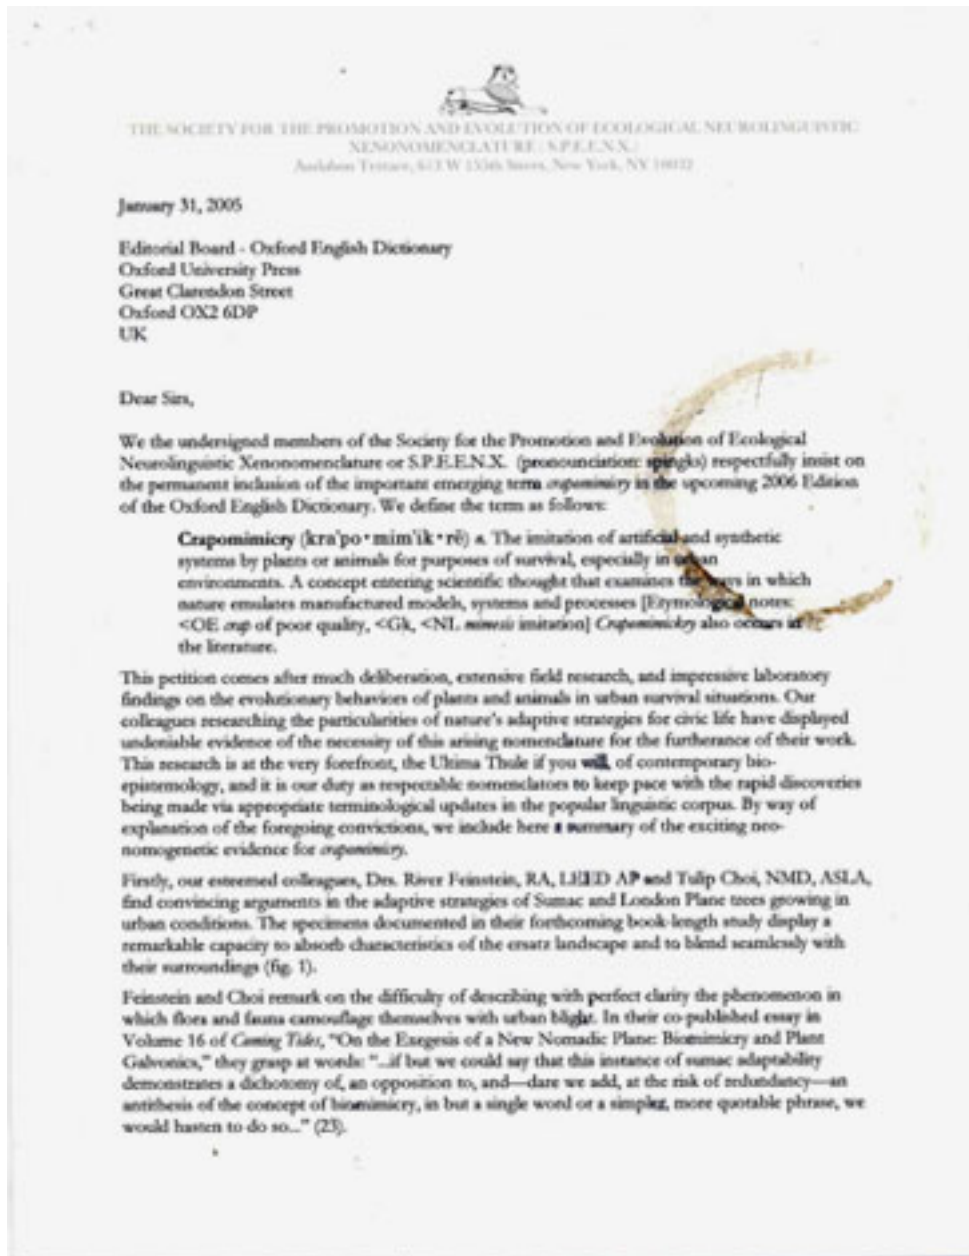 THE SOCIETY FOR THE PROMOTION AND EVOLUTION OF ECOLOGICAL NEUROLINGUISTIC
XENONOMENCLATURE (S.P.E.E.N.X.)
Audubon Terrace, 613 W 155th Street, New York, NY 10032
January 31, 2005
Editorial Board - Oxford English Dictionary
Oxford University Press
Great Clarendon Street
Oxford OX2 6DP
UK
Dear Sirs,
We the undersigned members of the Society for the Promotion and Evolution of Ecological
Neurolinguistic Xenonomenclature or S.P.E.E.N.X. (pronounciation: spingks) respectfully insist on
the permanent inclusion of the important emerging term crapomimicry in the upcoming 2006 Edition
of the Oxford English Dictionary. We define the term as follows:
Crapomimicry (kra'po•mim'ik•rē) n. The imitation of artificial and synthetic
systems by plants or animals for purposes of survival, especially in urban
environments. A concept entering scientific thought that examines the ways in which
nature emulates manufactured models, systems and processes [Etymological notes:
<OE crap of poor quality, <Gk, <NL mimesis imitation] Crapomimickry also occurs in
the literature.
This petition comes after much deliberation, extensive field research, and impressive laboratory
findings on the evolutionary behaviors of plants and animals in urban survival situations. Our
colleagues researching the particularities of nature's adaptive strategies for civic life have displayed
undeniable evidence of the necessity of this arising nomenclature for the furtherance of their work.
This research is at the very forefront, the Ultima Thule if you will, of contemporary bio-
epistemology, and it is our duty as respectable nomenclators to keep pace with the rapid discoveries
being made via appropriate terminological updates in the popular linguistic corpus. By way of
explanation of the foregoing convictions, we include here a summary of the exciting neo-
nomogenetic evidence for crapomimicry.
Firstly, our esteemed colleagues, Drs. River Feinstein, RA, LEED AP and Tulip Choi, NMD, ASLA,
find convincing arguments in the adaptive strategies of Sumac and London Plane trees growing in
urban conditions. The specimens documented in their forthcoming book-length study display a
remarkable capacity to absorb characteristics of the ersatz landscape and to blend seamlessly with
their surroundings (fig. 1).
Feinstein and Choi remark on the difficulty of describing with perfect clarity the phenomenon in
which flora and fauna camouflage themselves with urban blight. In their co-published essay in
Volume 16 of Coming Tides, "On the Exegesis of a New Nomadic Plane: Biomimicry and Plant
Galvonics," they grasp at words: "...if but we could say that this instance of sumac adaptability
demonstrates a dichotomy of, an opposition to, and—dare we add, at the risk of redundancy—an
antithesis of the concept of biomimicry, in but a single word or a simpler, more quotable phrase, we
would hasten to do so..." (23).